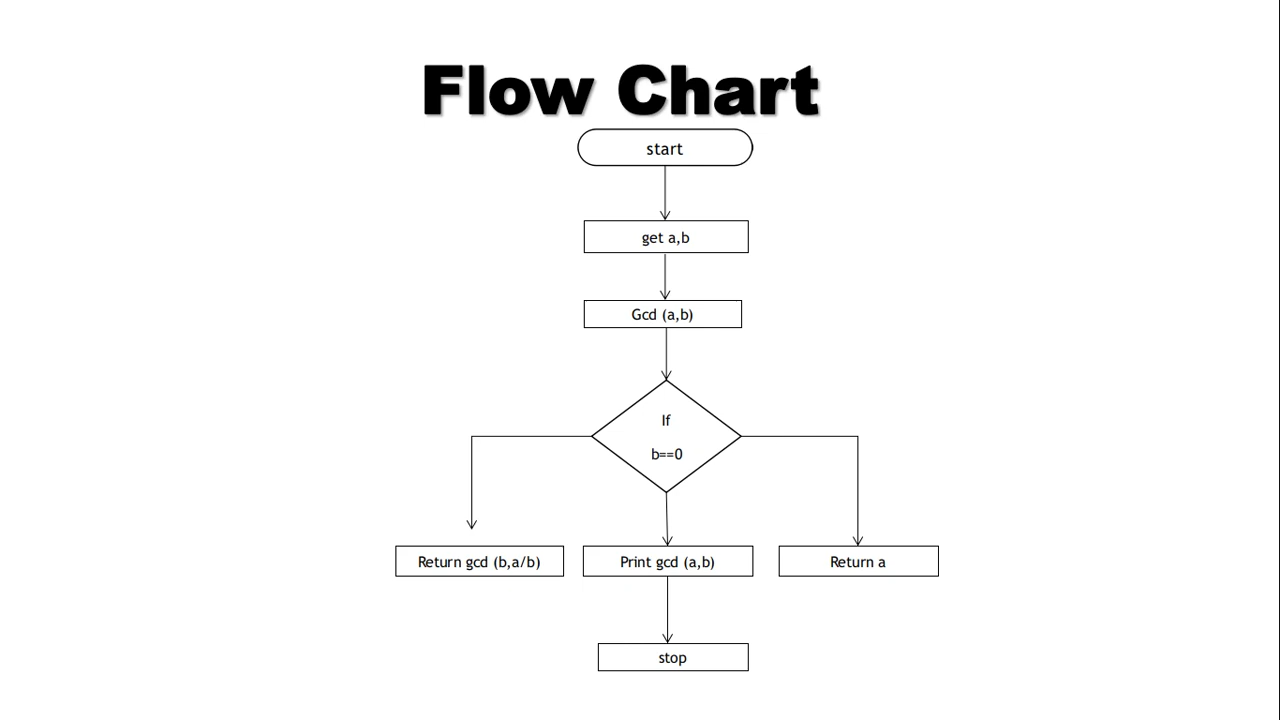 Flow Chart
start
get a,b
Gcd (a,b)
If
b==0
Return gcd (b,a/b)
Print gcd (a,b)
Return a
stop